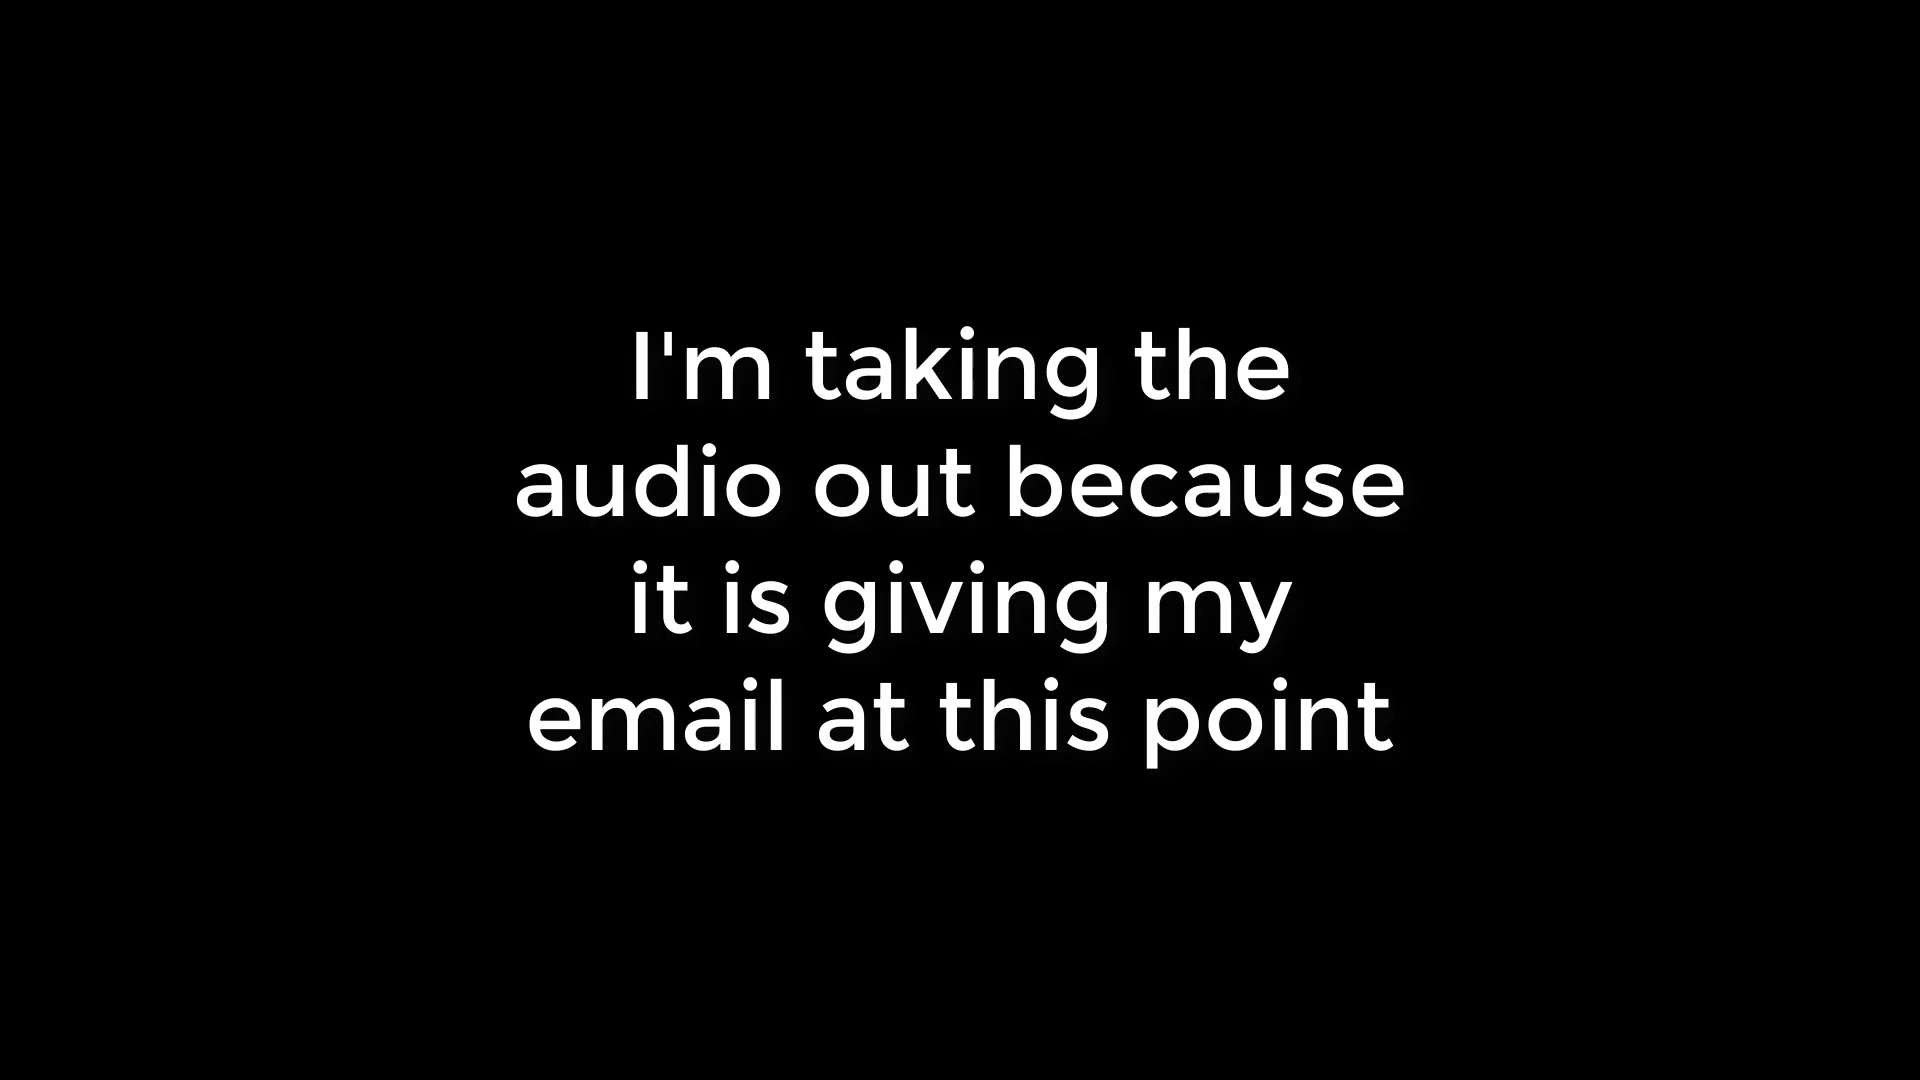 I'm taking the
audio out because
it is giving my
email at this point